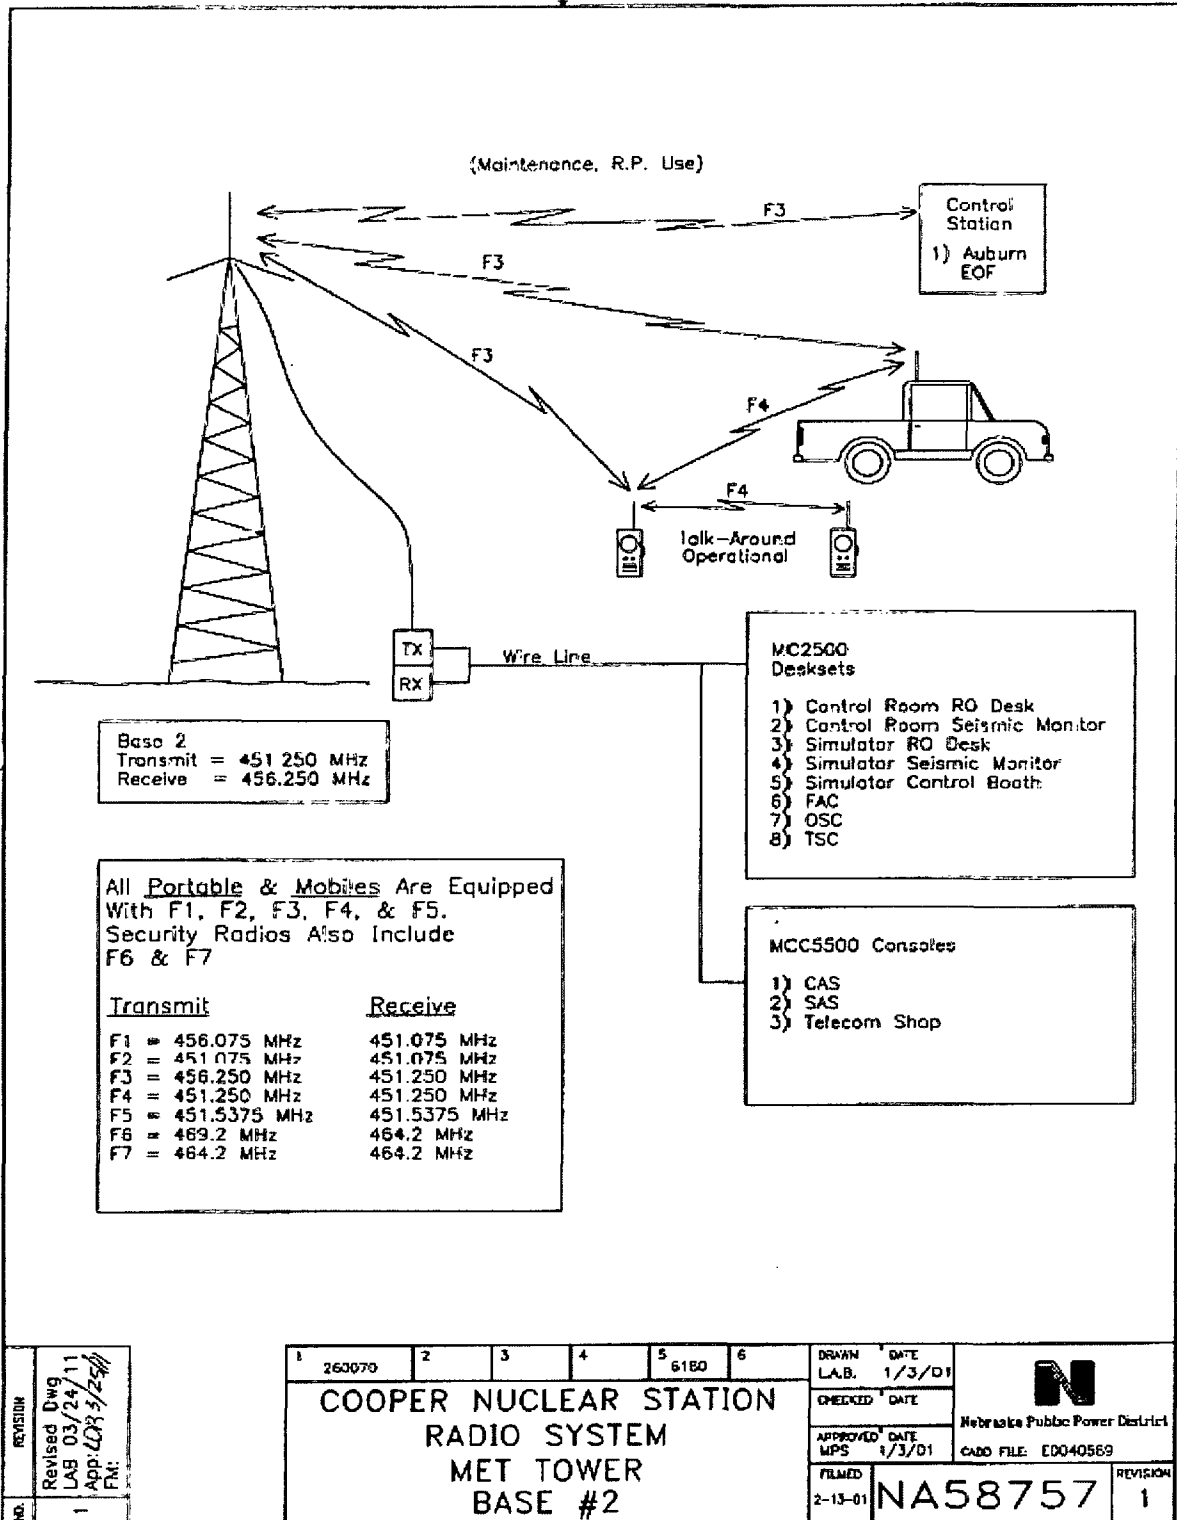 (Maintenance, R.P. Use)
F3
Control
Station
1) Auburn
EOF
F3
F3
F4
F4
Talk-Around
Operational
TX
RX
Wire Line
Base 2
Transmit = 451.250 MHz
Receive = 456.250 MHz
MC2500
Desksets
1) Control Room RO Desk
2) Control Room Seismic Monitor
3) Simulator RO Desk
4) Simulator Seismic Monitor
5) Simulator Control Booth
6) FAC
7) OSC
8) TSC
All Portable & Mobiles Are Equipped
With F1, F2, F3, F4, & F5.
Security Radios Also Include
F6 & F7
Transmit Receive
F1 = 456.075 MHz 451.075 MHz
F2 = 451.075 MHz 451.075 MHz
F3 = 456.250 MHz 451.250 MHz
F4 = 451.250 MHz 451.250 MHz
F5 = 451.5375 MHz 451.5375 MHz
F6 = 469.2 MHz 464.2 MHz
F7 = 464.2 MHz 464.2 MHz
MCC5500 Consoles
1) CAS
2) SAS
3) Telecom Shop
REVISION
NO.
Revised Dwg
LAB 03/24/11
App: 3/25/11
FM:
1
1 260070 2 3 4 5 6180 6
COOPER NUCLEAR STATION
RADIO SYSTEM
MET TOWER
BASE #2
DRAWN DATE
L.A.B. 1/3/01
CHECKED DATE
APPROVED DATE
MPS 1/3/01
FILMED
2-13-01
N
Nebraska Public Power District
CADD FILE: E0040569
NA58757
REVISION
1